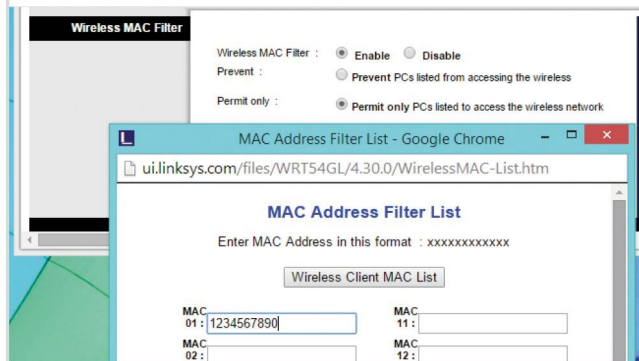 Wireless MAC Filter
Wireless MAC Filter : Enable Disable
Prevent : Prevent PCs listed from accessing the wireless
Permit only : Permit only PCs listed to access the wireless network
L MAC Address Filter List - Google Chrome
ui.linksys.com/files/WRT54GL/4.30.0/WirelessMAC-List.htm
MAC Address Filter List
Enter MAC Address in this format : xxxxxxxxxxxx
Wireless Client MAC List
MAC 01 : 1234567890 MAC 11 :
MAC 02 : MAC 12 :